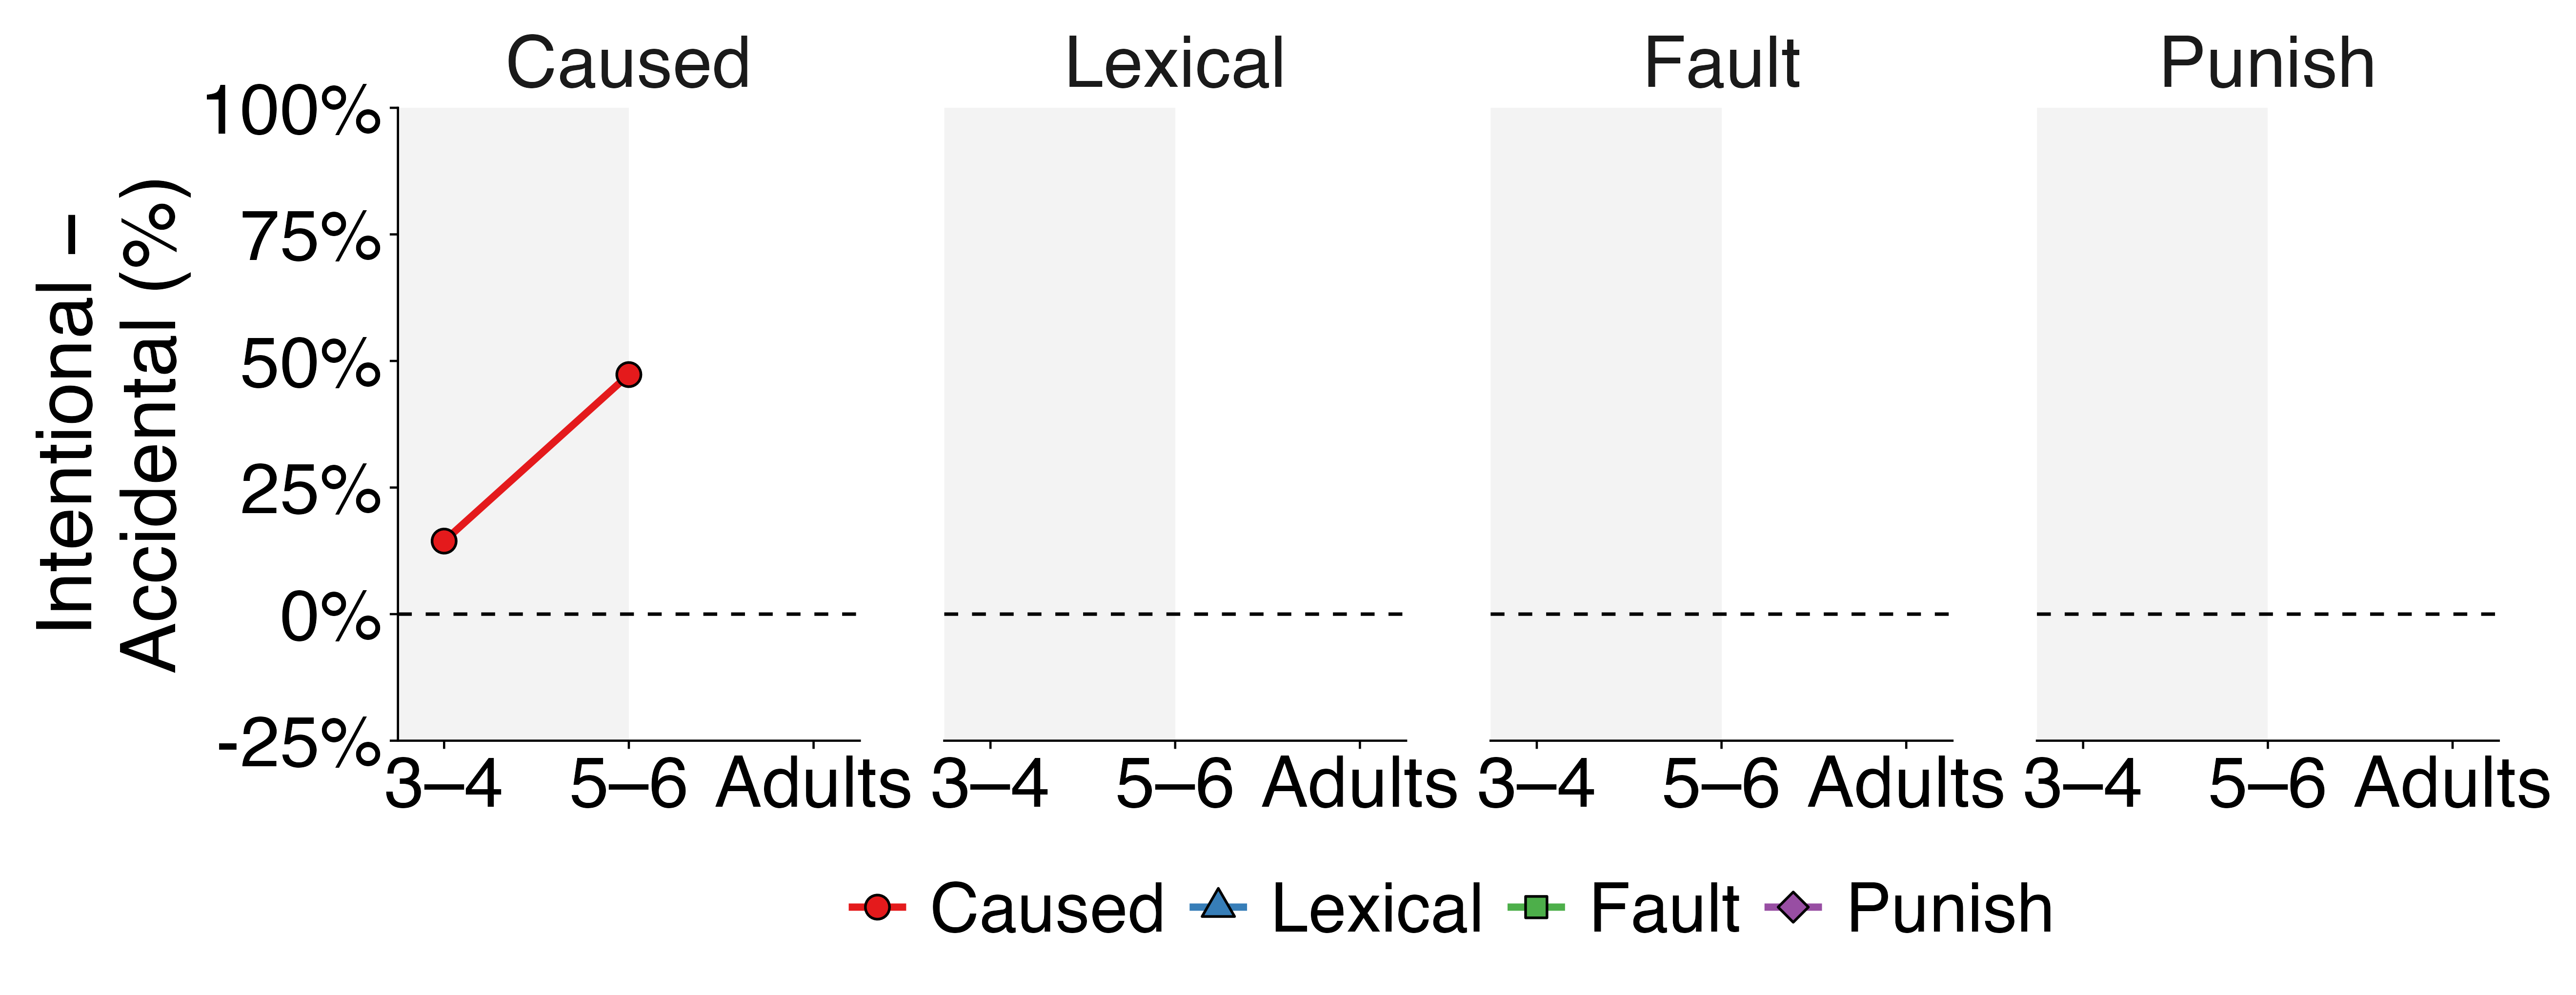 Caused Lexical Fault Punish
Intentional –
Accidental (%)
100%
75%
50%
25%
0%
-25%
3–4 5–6 Adults 3–4 5–6 Adults 3–4 5–6 Adults 3–4 5–6 Adults
Caused Lexical Fault Punish